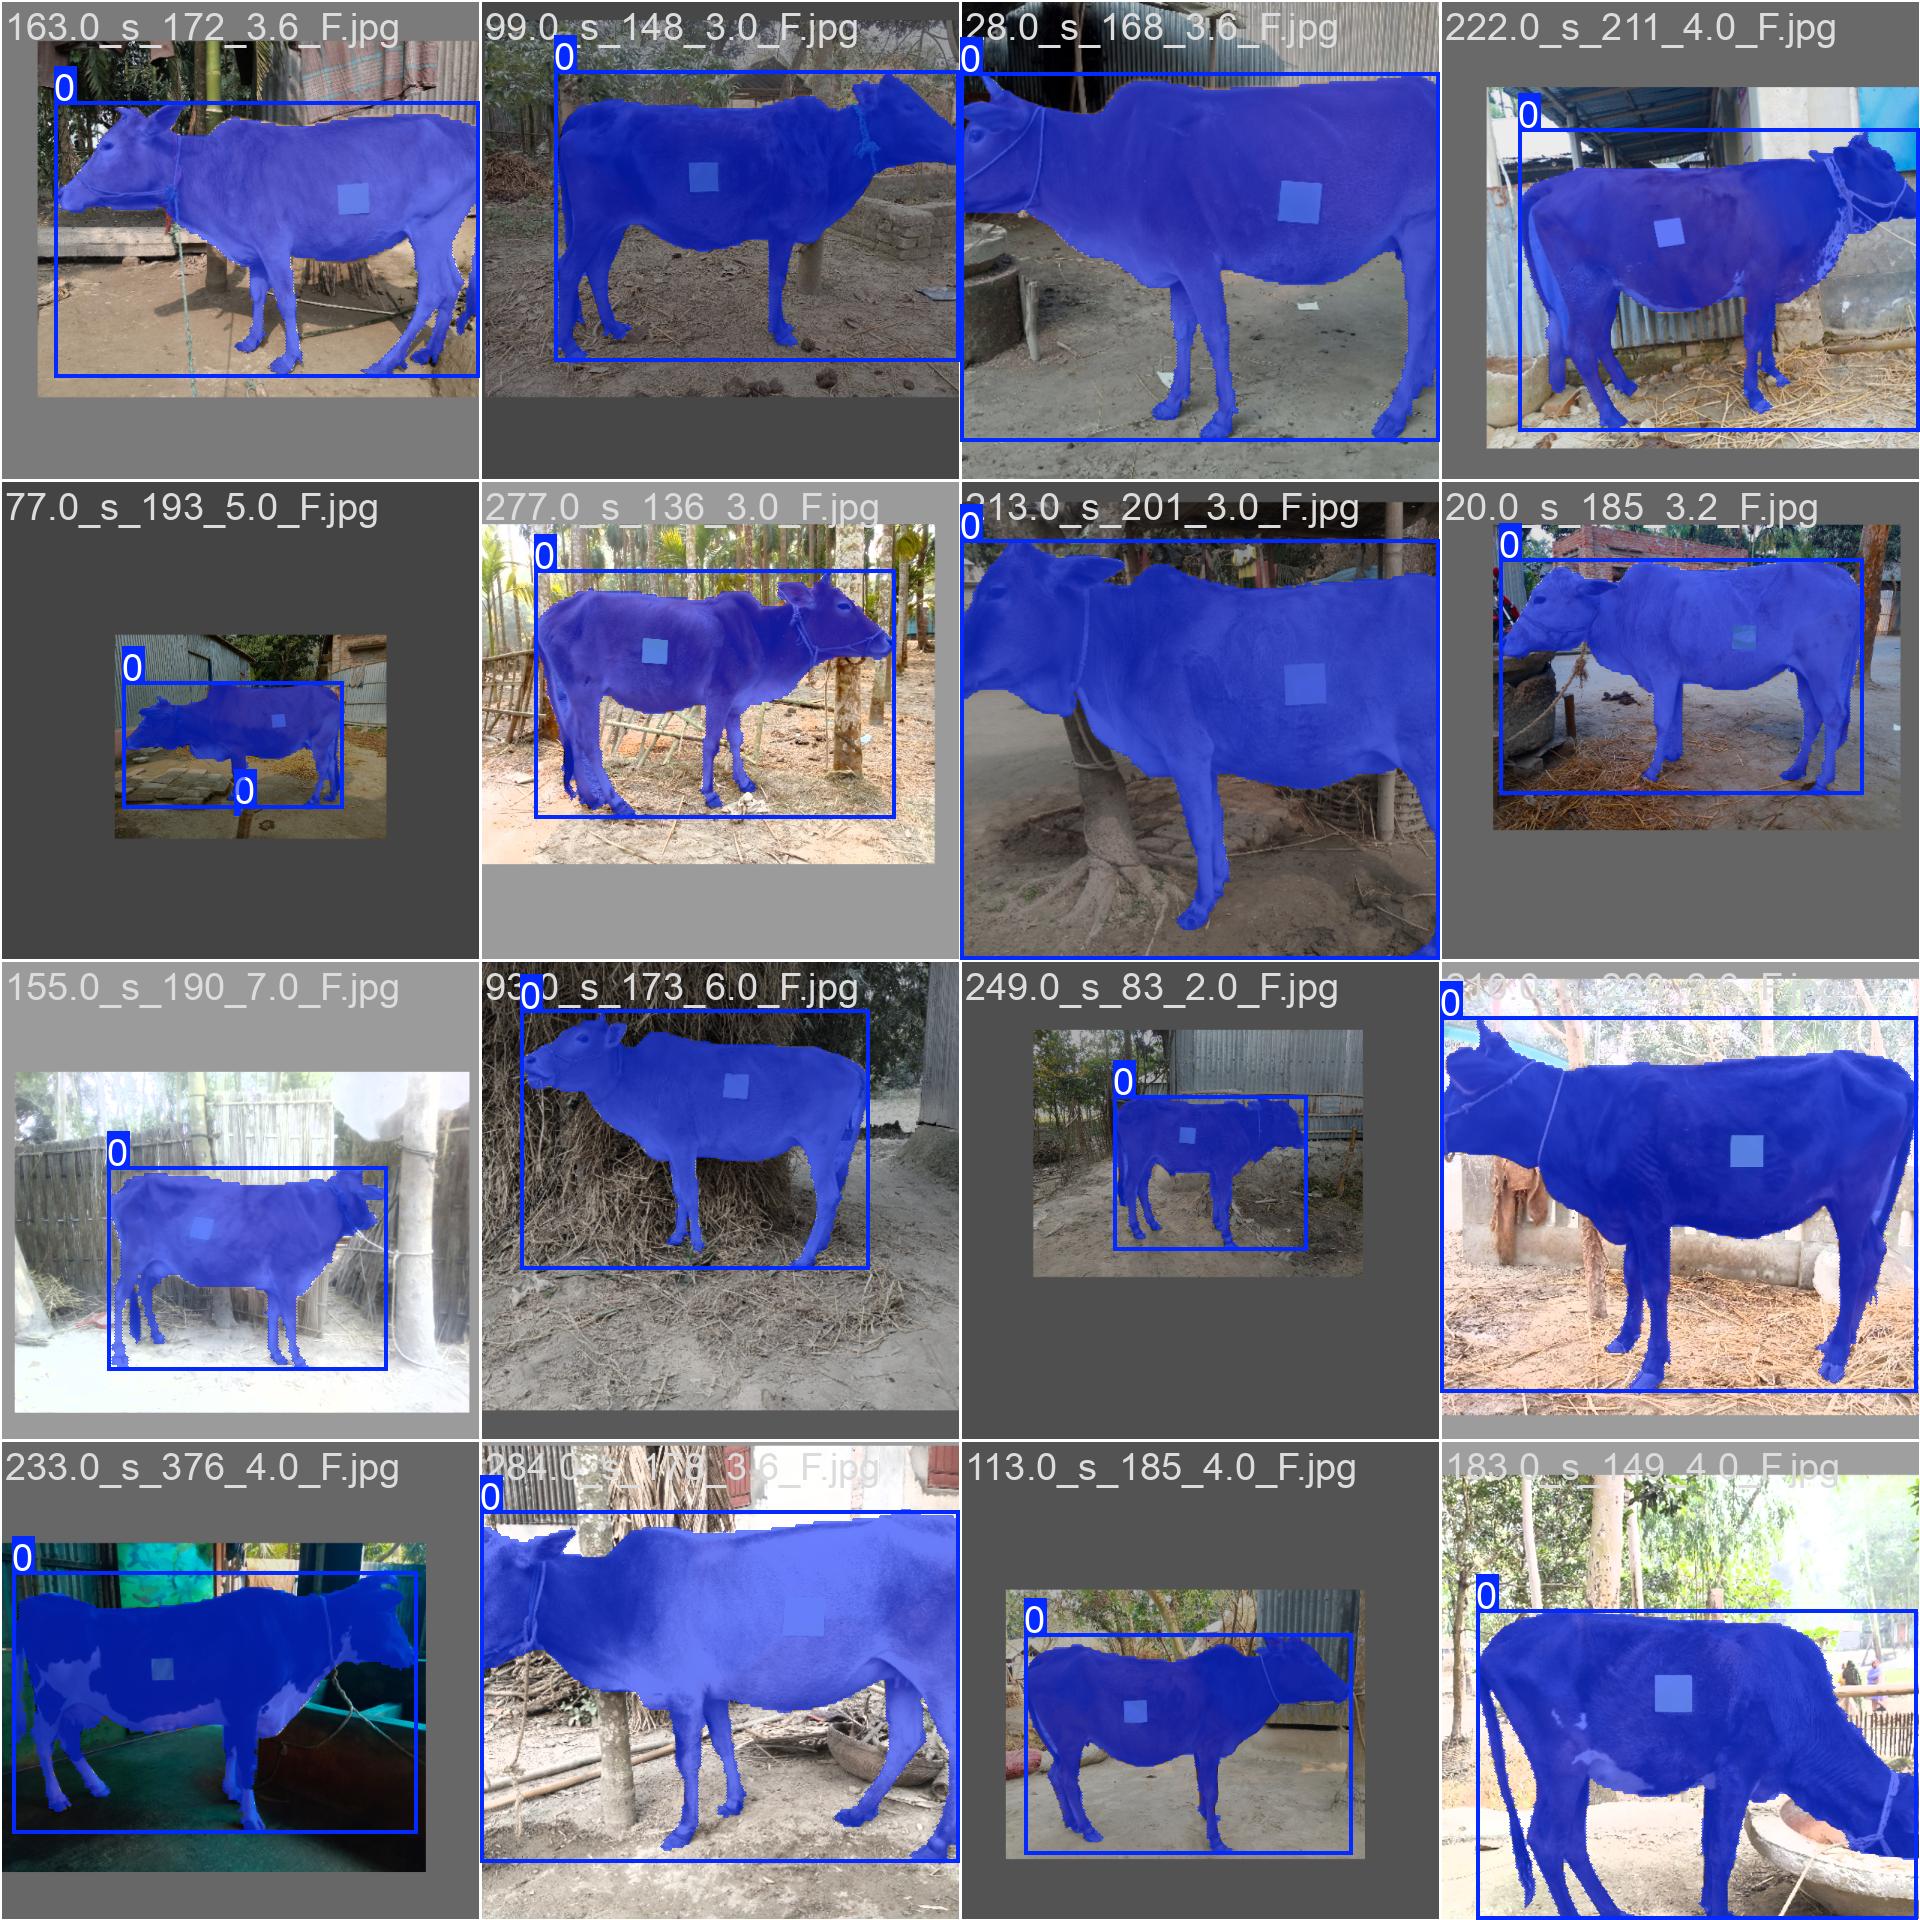 163.0_s_172_3.6_F.jpg
0
99.0_s_148_3.0_F.jpg
0
28.0_s_168_3.6_F.jpg
0
222.0_s_211_4.0_F.jpg
0
77.0_s_193_5.0_F.jpg
0
0
277.0_s_136_3.0_F.jpg
0
213.0_s_201_3.0_F.jpg
0
20.0_s_185_3.2_F.jpg
0
155.0_s_190_7.0_F.jpg
0
93.0_s_173_6.0_F.jpg
0
249.0_s_83_2.0_F.jpg
0
0
233.0_s_376_4.0_F.jpg
0
284.0_s_178_3.6_F.jpg
0
113.0_s_185_4.0_F.jpg
0
183.0_s_149_4.0_F.jpg
0